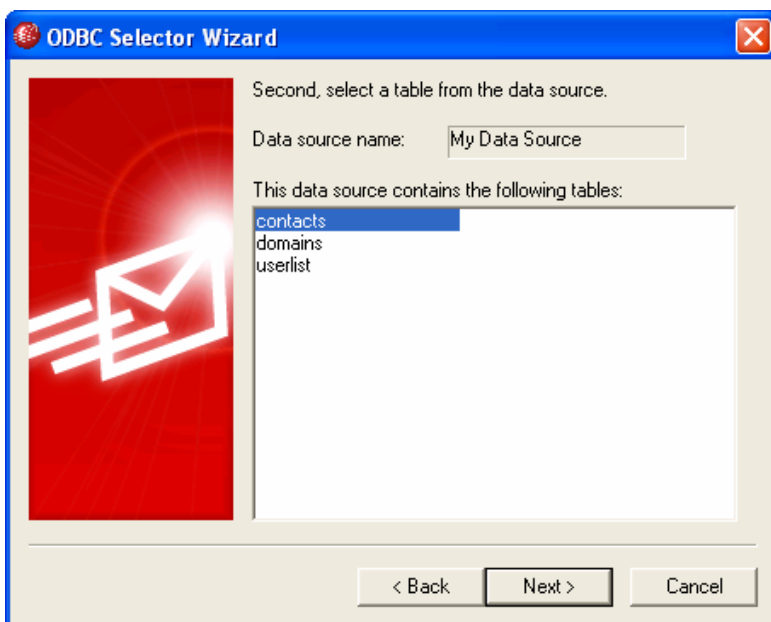 ODBC Selector Wizard
Second, select a table from the data source.
Data source name: My Data Source
This data source contains the following tables:
contacts
domains
userlist
< Back Next > Cancel